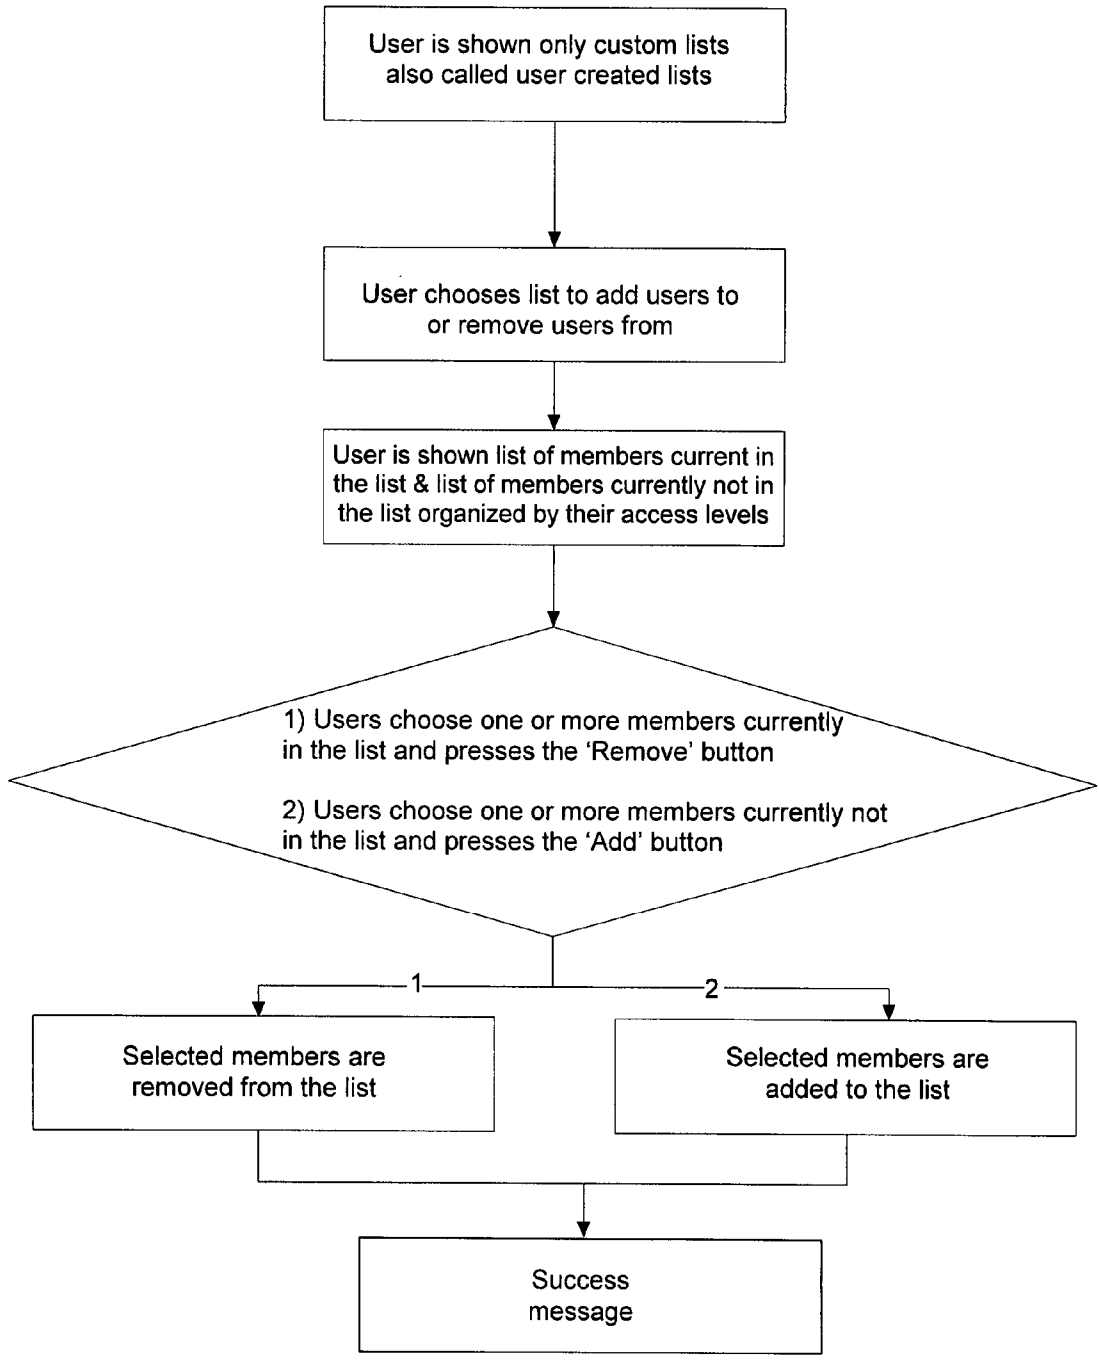 User is shown only custom lists
also called user created lists
User chooses list to add users to
or remove users from
User is shown list of members current in
the list & list of members currently not in
the list organized by their access levels
1) Users choose one or more members currently
in the list and presses the ‘Remove’ button
2) Users choose one or more members currently not
in the list and presses the ‘Add’ button
1
2
Selected members are
removed from the list
Selected members are
added to the list
Success
message